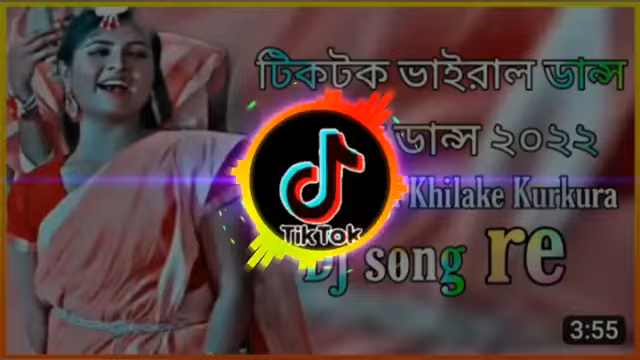 টিকটক ভাইরাল ডান্স
ডান্স ২০২২
Khilake Kurkura
TikTok
Dj song re
3:55